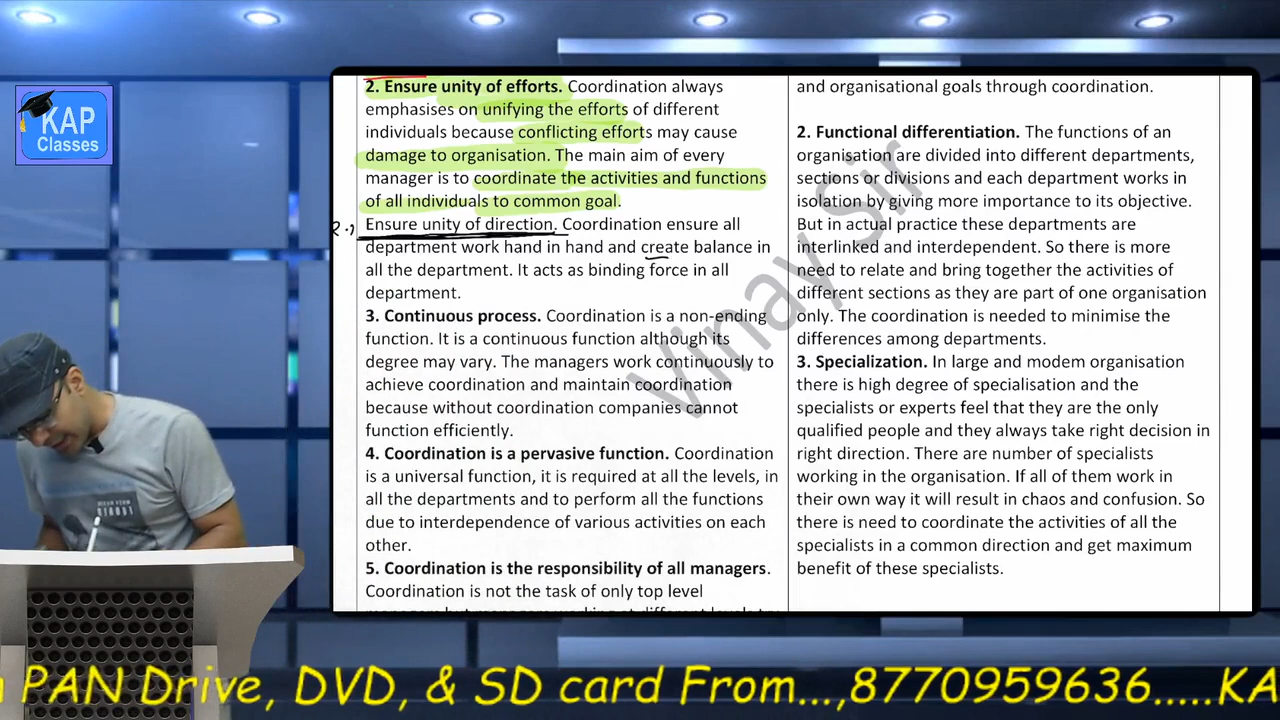 KAP
Classes
2. Ensure unity of efforts. Coordination always
emphasises on unifying the efforts of different
individuals because conflicting efforts may cause
damage to organisation. The main aim of every
manager is to coordinate the activities and functions
of all individuals to common goal.
Ensure unity of direction. Coordination ensure all
department work hand in hand and create balance in
all the department. It acts as binding force in all
department.
3. Continuous process. Coordination is a non-ending
function. It is a continuous function although its
degree may vary. The managers work continuously to
achieve coordination and maintain coordination
because without coordination companies cannot
function efficiently.
4. Coordination is a pervasive function. Coordination
is a universal function, it is required at all the levels, in
all the departments and to perform all the functions
due to interdependence of various activities on each
other.
5. Coordination is the responsibility of all managers.
Coordination is not the task of only top level
and organisational goals through coordination.
2. Functional differentiation. The functions of an
organisation are divided into different departments,
sections or divisions and each department works in
isolation by giving more importance to its objective.
But in actual practice these departments are
interlinked and interdependent. So there is more
need to relate and bring together the activities of
different sections as they are part of one organisation
only. The coordination is needed to minimise the
differences among departments.
3. Specialization. In large and modem organisation
there is high degree of specialisation and the
specialists or experts feel that they are the only
qualified people and they always take right decision in
right direction. There are number of specialists
working in the organisation. If all of them work in
their own way it will result in chaos and confusion. So
there is need to coordinate the activities of all the
specialists in a common direction and get maximum
benefit of these specialists.
Vinay Sir
PAN Drive, DVD, & SD card From...,8770959636.....KA